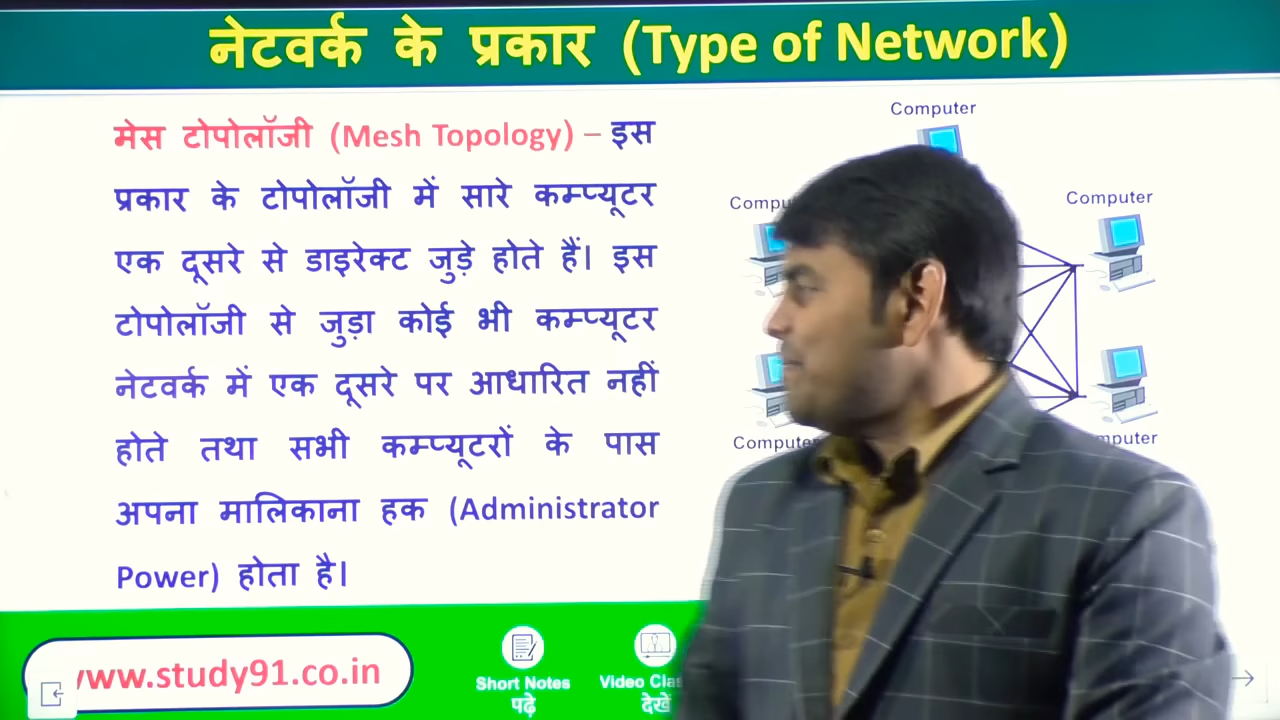 नेटवर्क के प्रकार (Type of Network)
मेस टोपोलॉजी (Mesh Topology) – इस
प्रकार के टोपोलॉजी में सारे कम्प्यूटर
एक दूसरे से डाइरेक्ट जुड़े होते हैं। इस
टोपोलॉजी से जुड़ा कोई भी कम्प्यूटर
नेटवर्क में एक दूसरे पर आधारित नहीं
होते तथा सभी कम्प्यूटरों के पास
अपना मालिकाना हक (Administrator
Power) होता है।
Computer
Computer
www.study91.co.in
Short Notes
पढ़े
Video
देखें